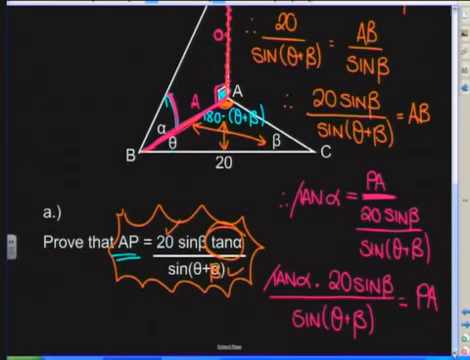 O
∴ 20 / SIN(θ+β) = AB / SINβ
∴ 20 SINβ / SIN(θ+β) = AB
A
A
180-(θ+β)
α
θ
β
B
C
20
a.)
Prove that AP = 20 sinβ tanα / sin(θ+β)
∴ TANα = PA / (20 SINβ / SIN(θ+β))
TANα . 20 SINβ / SIN(θ+β) = PA